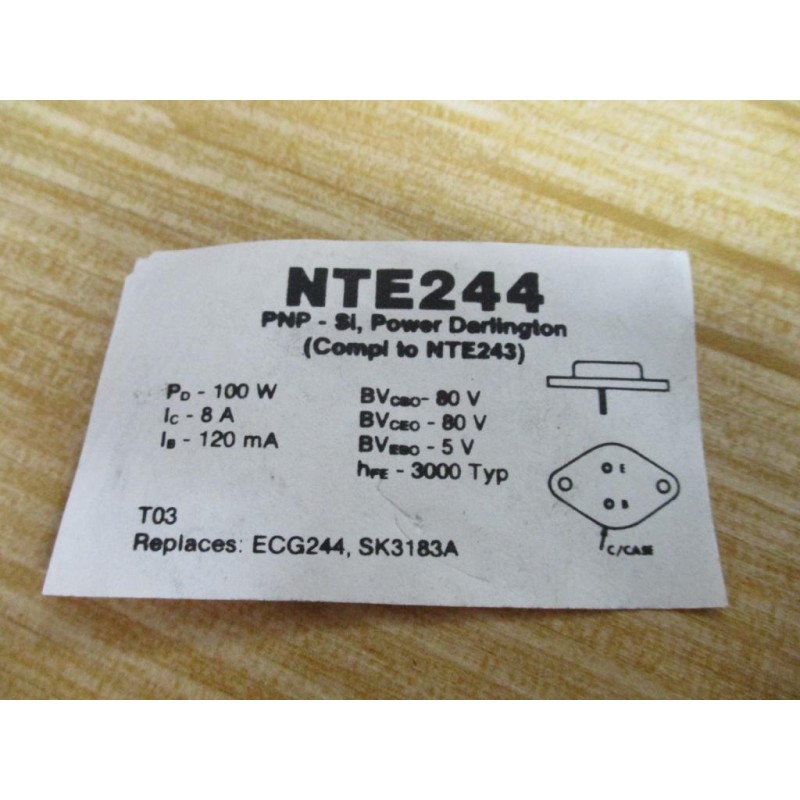 NTE244
PNP - Si, Power Darlington
(Compl to NTE243)
PD - 100 W
IC - 8 A
IB - 120 mA
BVCBO- 80 V
BVCEO - 80 V
BVEBO - 5 V
hFE - 3000 Typ
E
B
C/CASE
T03
Replaces: ECG244, SK3183A